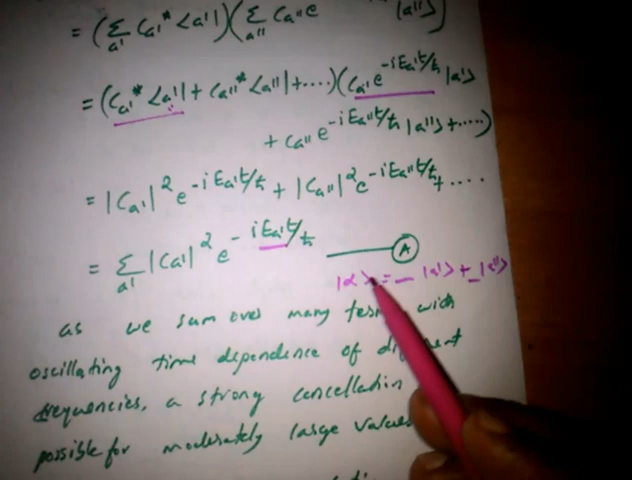 = (Σ_{a'} C_{a'}* <a'|)(Σ_{a''} C_{a''} e |a''>)
= (C_{a'}* <a'| + C_{a''}* <a''| + ....)(C_{a'} e^{-iE_{a'}t/ħ} |a'>
+ C_{a''} e^{-iE_{a''}t/ħ} |a''> + .....)
= |C_{a'}|² e^{-iE_{a'}t/ħ} + |C_{a''}|² e^{-iE_{a''}t/ħ} + ....
= Σ_{a'} |C_{a'}|² e^{-iE_{a'}t/ħ} — A
|α> = _ |a'> + _ |a''>
as we sum over many terms with
oscillating time dependence of different
frequencies, a strong cancellation
possible for moderately large values